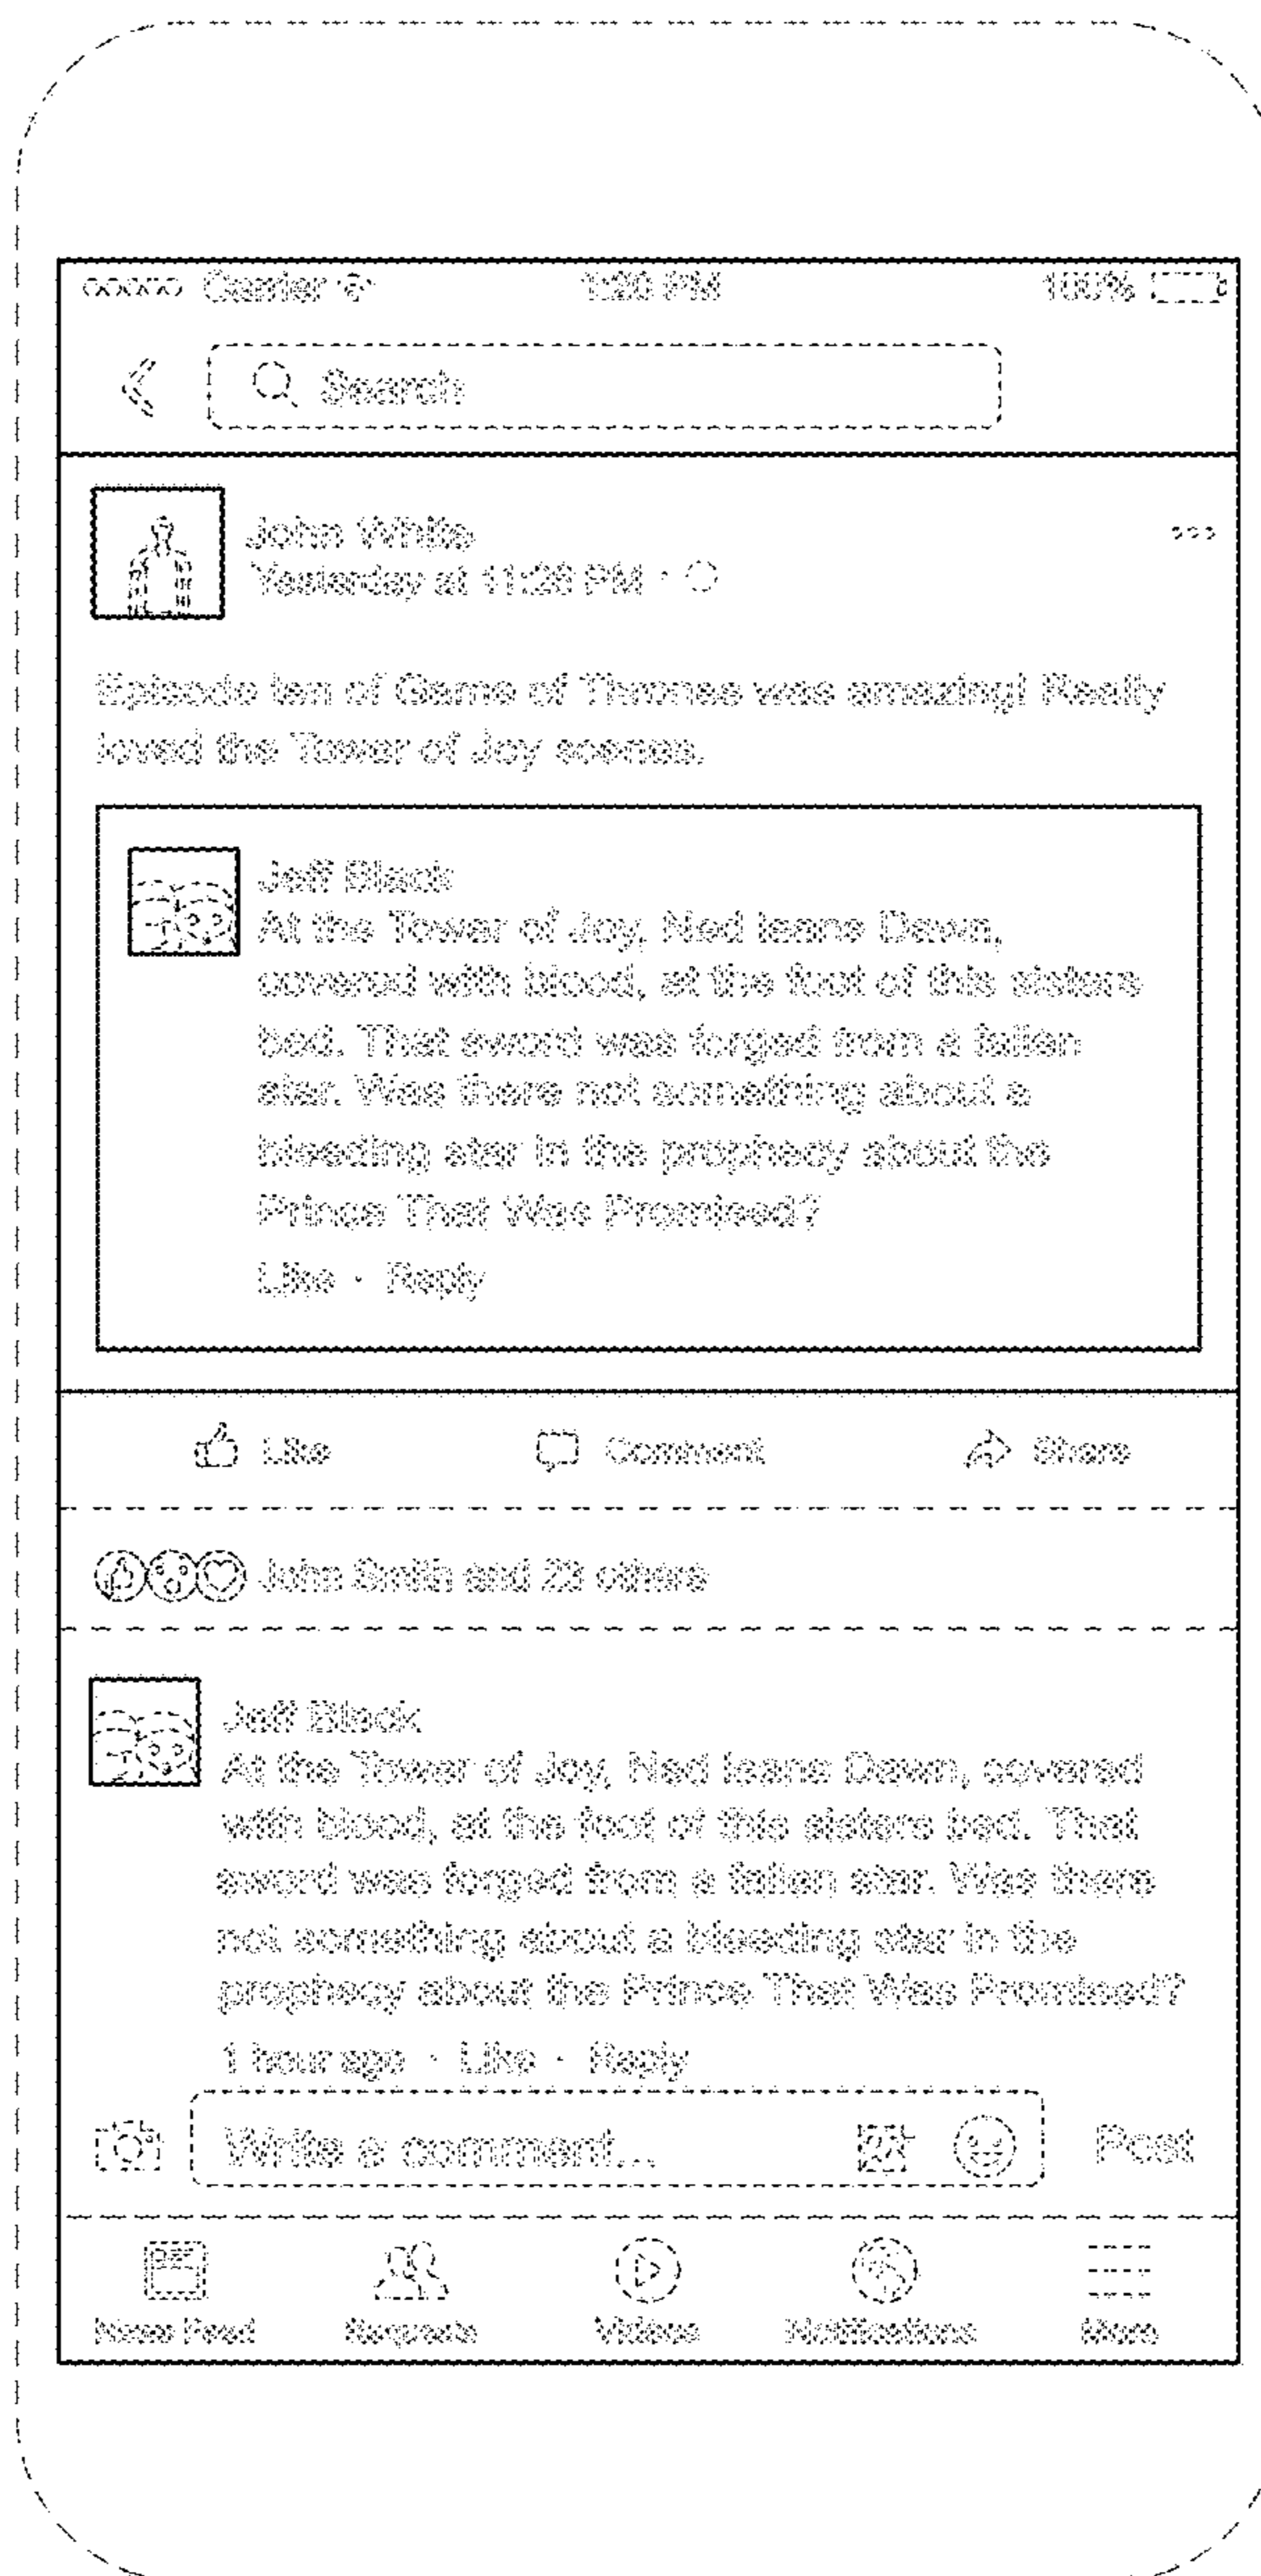 Carrier 1:20 PM 100%
Search
John White
Yesterday at 11:28 PM ·
Episode ten of Game of Thrones was amazing! Really
loved the Tower of Joy scenes.
Jeff Black
At the Tower of Joy, Ned leans Dawn,
covered with blood, at the foot of this sisters
bed. That sword was forged from a fallen
star. Was there not something about a
bleeding star in the prophecy about the
Prince That Was Promised?
Like · Reply
Like Comment Share
John Smith and 23 others
Jeff Black
At the Tower of Joy, Ned leans Dawn, covered
with blood, at the foot of this sisters bed. That
sword was forged from a fallen star. Was there
not something about a bleeding star in the
prophecy about the Prince That Was Promised?
1 hour ago · Like · Reply
Write a comment... Post
News Feed Requests Videos Notifications More